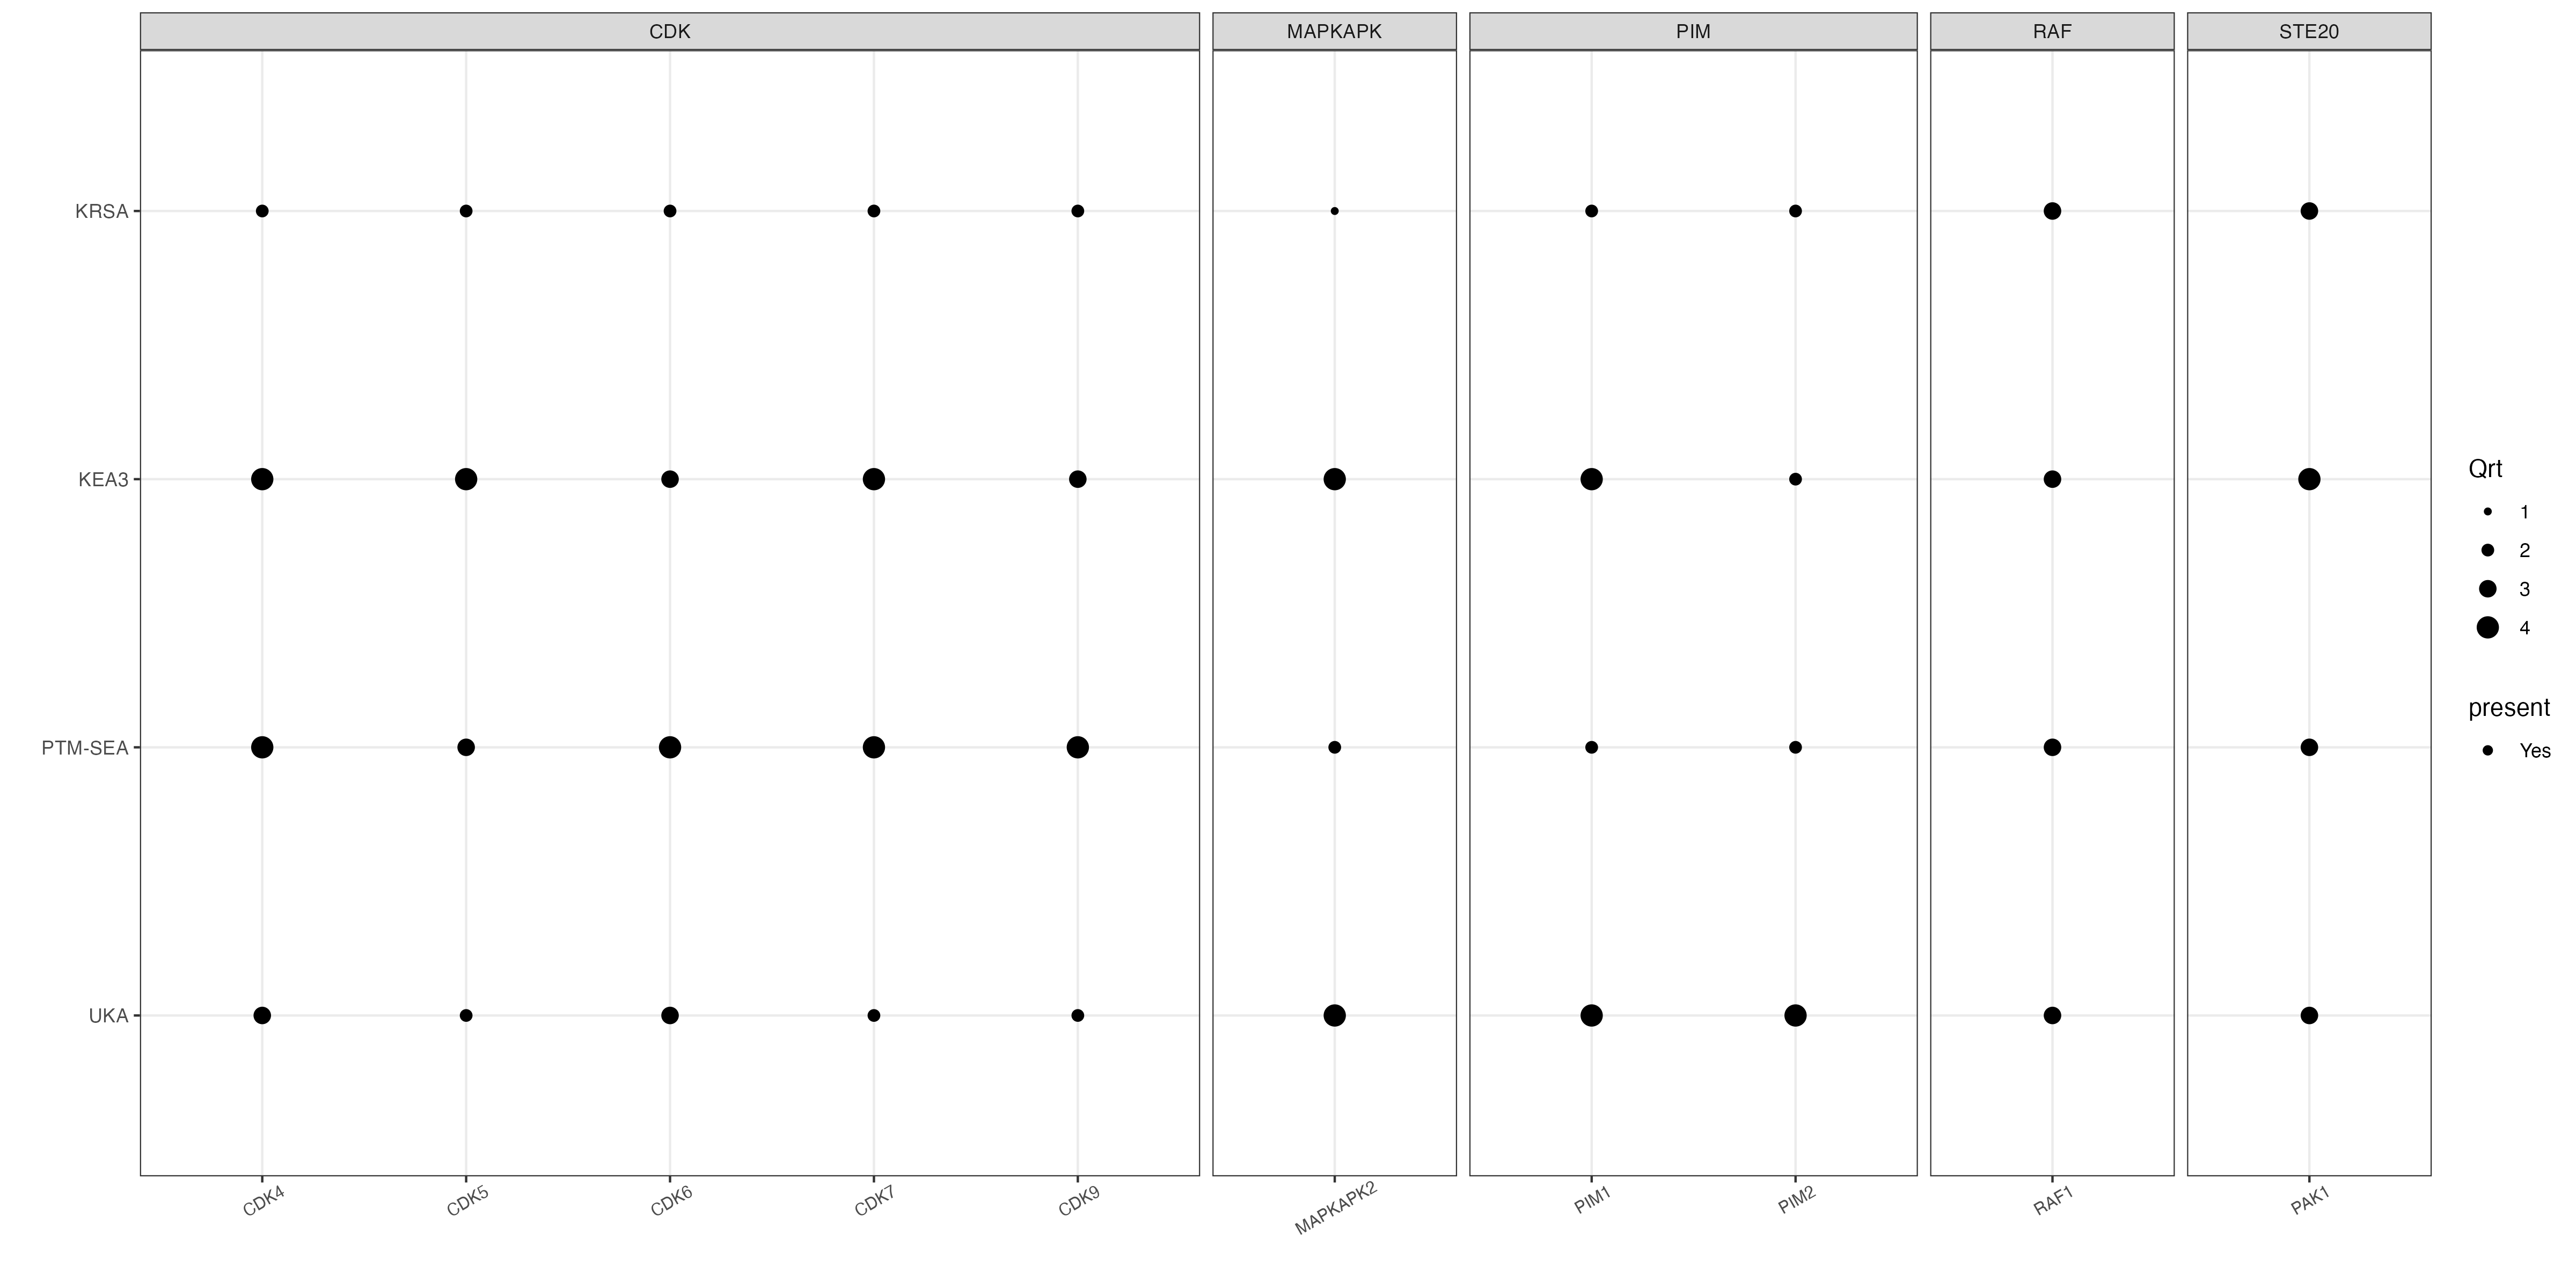 CDK MAPKAPK PIM RAF STE20
KRSA
KEA3
PTM-SEA
UKA
CDK4 CDK5 CDK6 CDK7 CDK9 MAPKAPK2 PIM1 PIM2 RAF1 PAK1
Qrt
1
2
3
4
present
Yes